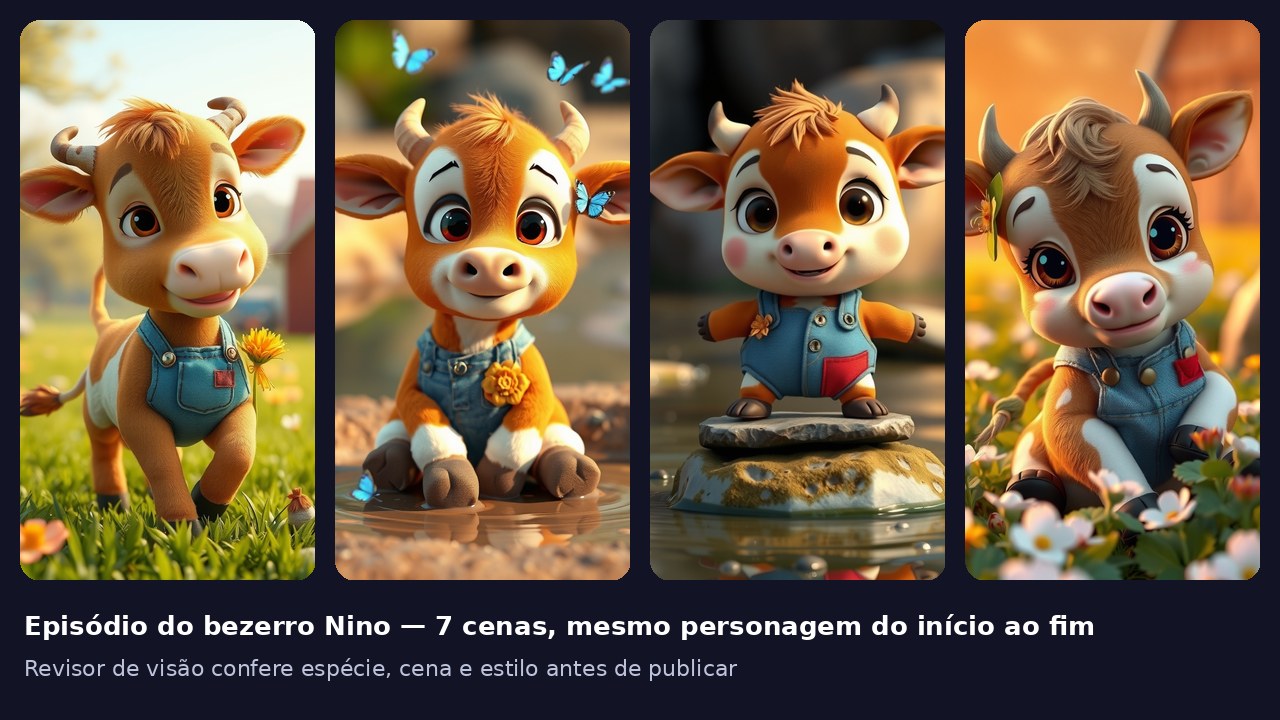 Episódio do bezerro Nino — 7 cenas, mesmo personagem do início ao fim
Revisor de visão confere espécie, cena e estilo antes de publicar